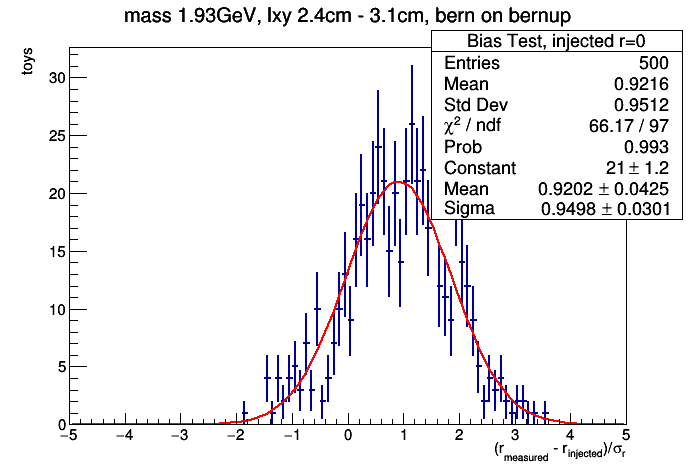 mass 1.93GeV, lxy 2.4cm - 3.1cm, bern on bernup
toys
Bias Test, injected r=0
Entries 500
Mean 0.9216
Std Dev 0.9512
χ² / ndf 66.17 / 97
Prob 0.993
Constant 21 ± 1.2
Mean 0.9202 ± 0.0425
Sigma 0.9498 ± 0.0301
30
25
20
15
10
5
0
−5 −4 −3 −2 −1 0 1 2 3 4 5
(r_measured - r_injected)/σ_r